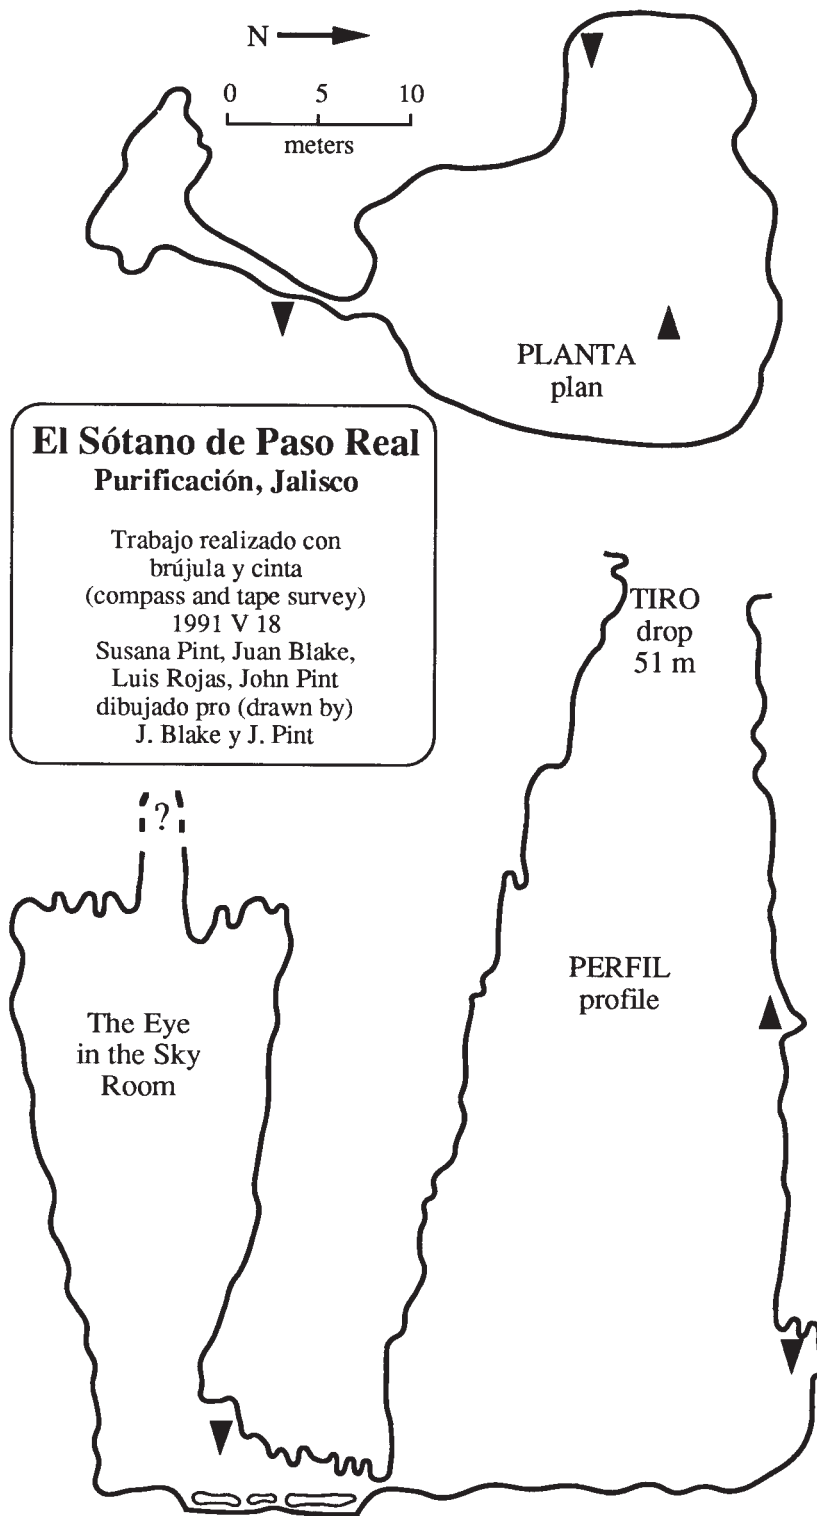 N
0 5 10
meters
PLANTA
plan
El Sótano de Paso Real
Purificación, Jalisco
Trabajo realizado con
brújula y cinta
(compass and tape survey)
1991 V 18
Susana Pint, Juan Blake,
Luis Rojas, John Pint
dibujado pro (drawn by)
J. Blake y J. Pint
TIRO
drop
51 m
?
The Eye
in the Sky
Room
PERFIL
profile